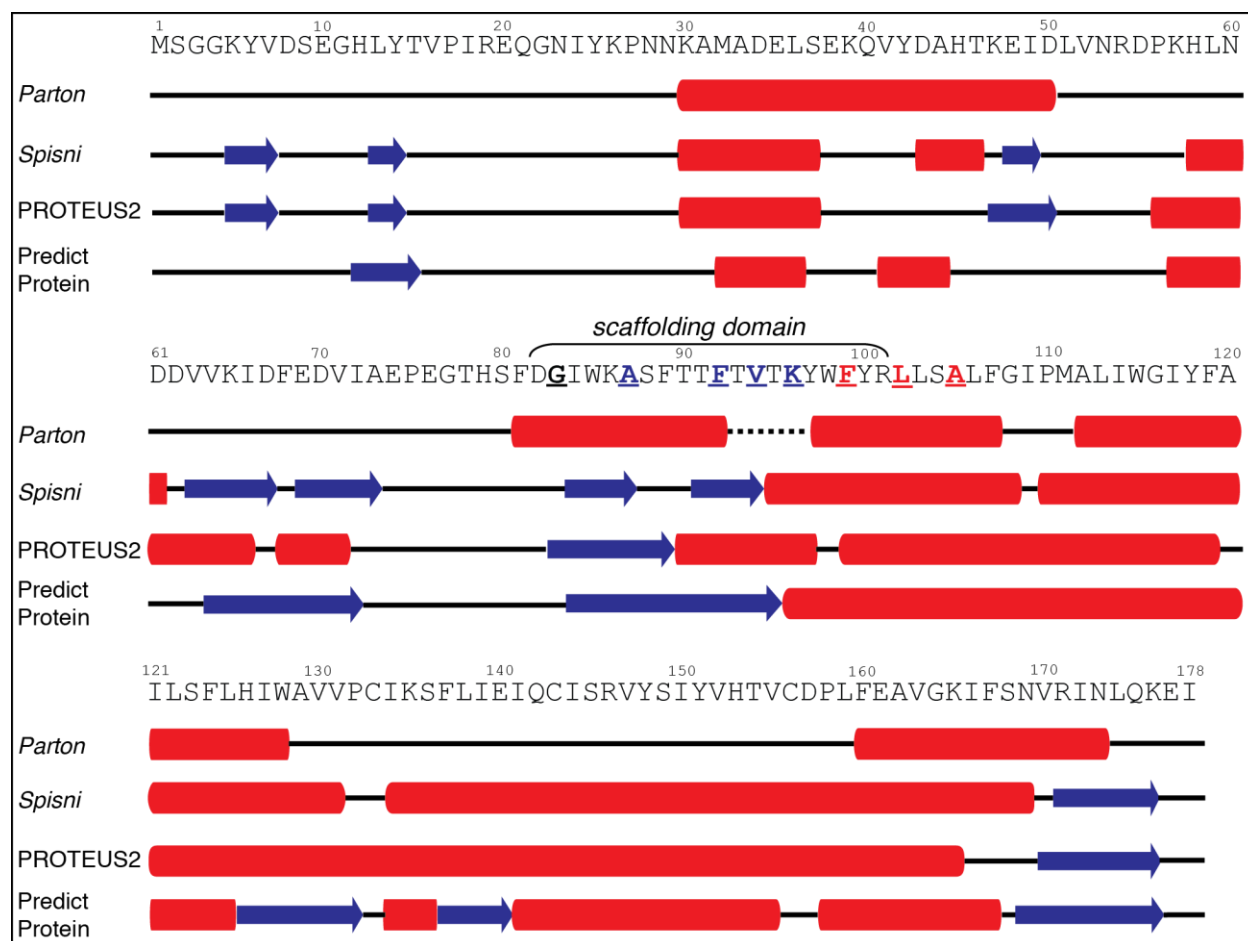 1 10 20 30 40 50 60
MSGGKYVDSEGHLYTVPIREQGNIYKPNNKAMADELSEKQVYDAHTKEIDLVNRDPKHLN
Parton
Spisni
PROTEUS2
Predict
Protein
scaffolding domain
61 70 80 90 100 110 120
DDVVKIDFEDVIAEPEGTHSFDGIWKASFTTFTVTKYWFYRLLSALFGIPMALIWGIYFA
Parton
Spisni
PROTEUS2
Predict
Protein
121 130 140 150 160 170 178
ILSFLHIWAVVPCIKSFLIEIQCISRVYSIYVHTVCDPLFEAVGKIFSNVRINLQKEI
Parton
Spisni
PROTEUS2
Predict
Protein